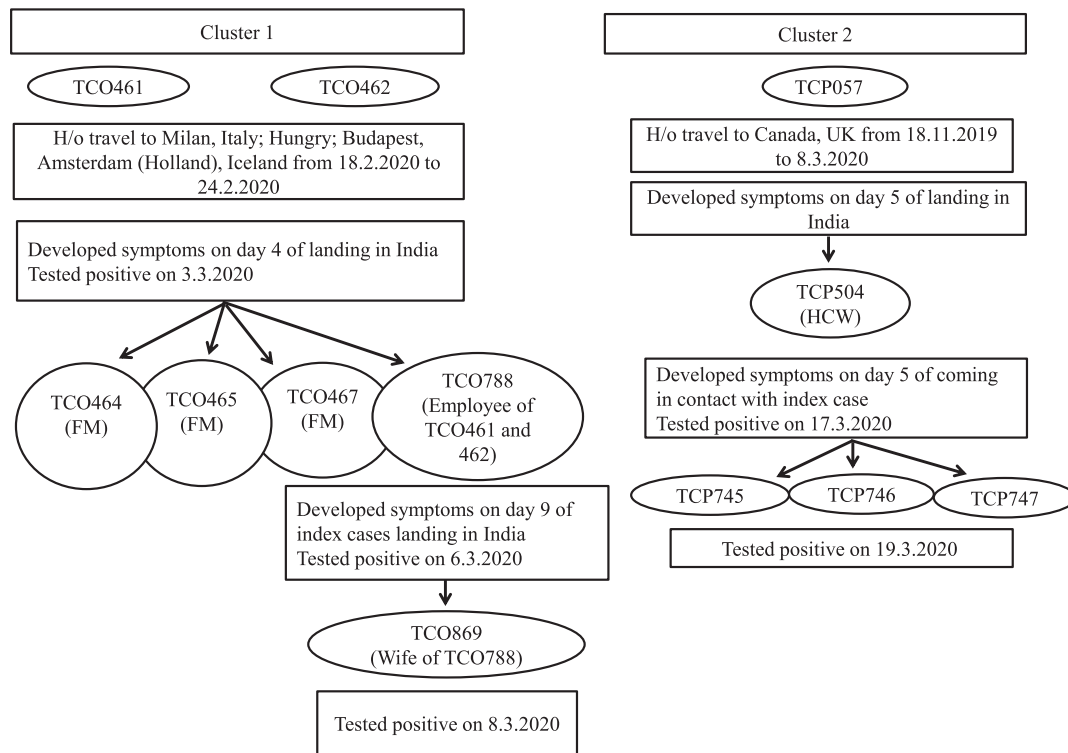 Cluster 1
TCO461
TCO462
H/o travel to Milan, Italy; Hungry; Budapest,
Amsterdam (Holland), Iceland from 18.2.2020 to
24.2.2020
Developed symptoms on day 4 of landing in India
Tested positive on 3.3.2020
TCO464
(FM)
TCO465
(FM)
TCO467
(FM)
TCO788
(Employee of
TCO461 and
462)
Developed symptoms on day 9 of
index cases landing in India
Tested positive on 6.3.2020
TCO869
(Wife of TCO788)
Tested positive on 8.3.2020
Cluster 2
TCP057
H/o travel to Canada, UK from 18.11.2019
to 8.3.2020
Developed symptoms on day 5 of landing in
India
TCP504
(HCW)
Developed symptoms on day 5 of coming
in contact with index case
Tested positive on 17.3.2020
TCP745
TCP746
TCP747
Tested positive on 19.3.2020